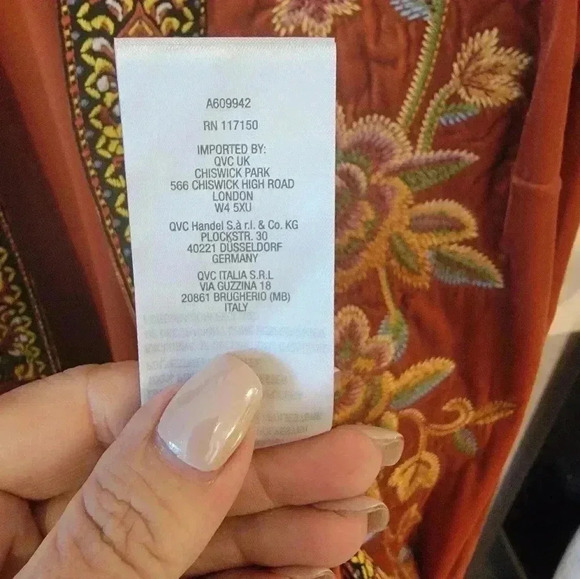 A609942
RN 117150
IMPORTED BY:
QVC UK
CHISWICK PARK
566 CHISWICK HIGH ROAD
LONDON
W4 5XU
QVC Handel S.à r.l. & Co. KG
PLOCKSTR. 30
40221 DÜSSELDORF
GERMANY
QVC ITALIA S.R.L
VIA GUZZINA 18
20861 BRUGHERIO (MB)
ITALY